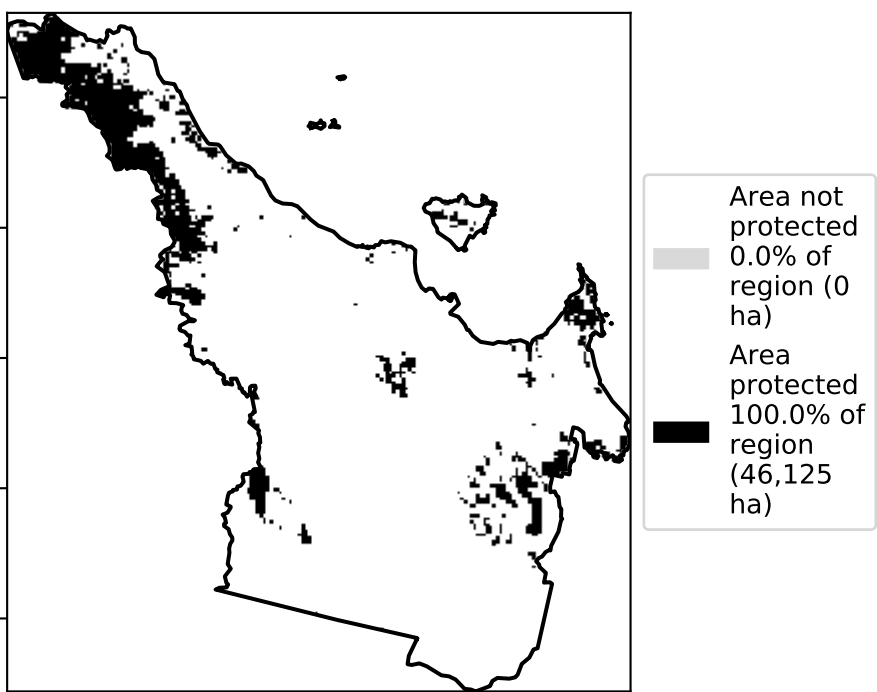 Area not
protected
0.0% of
region (0
ha)
Area
protected
100.0% of
region
(46,125
ha)